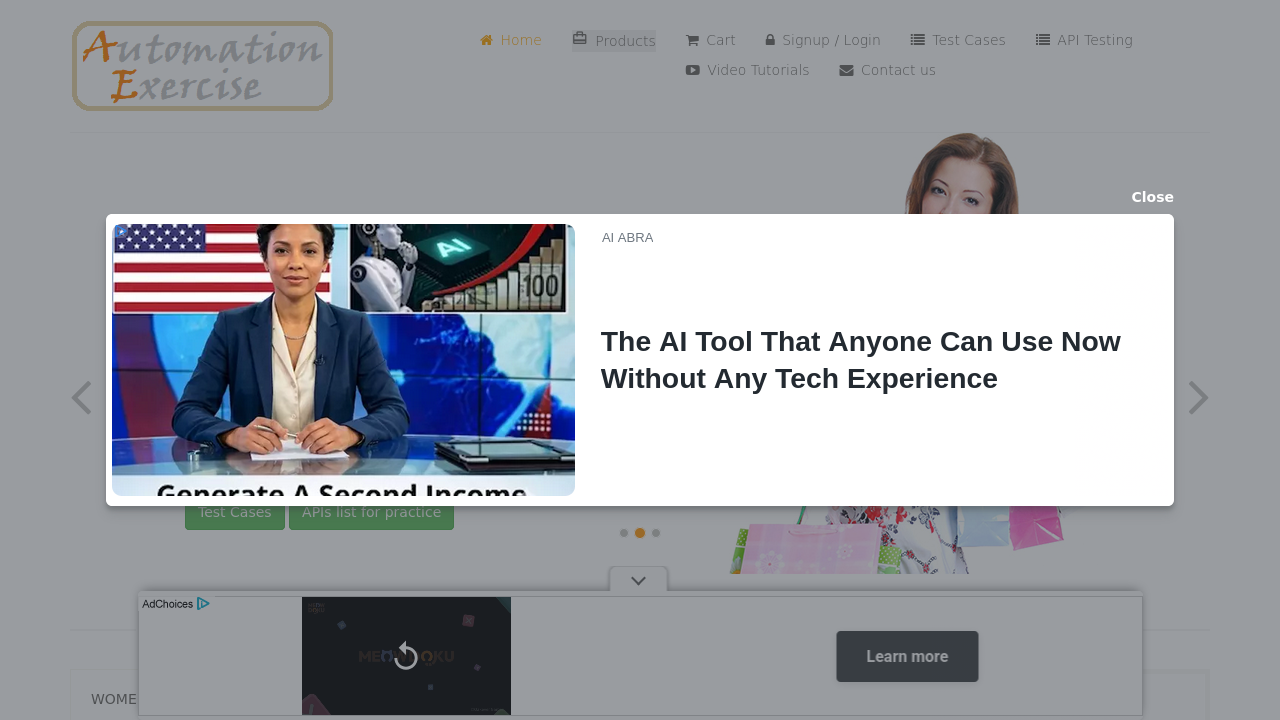 Automation
Exercise
Home
Products
Cart
Signup / Login
Test Cases
API Testing
Video Tutorials
Contact us
Close
AI
100
AI ABRA
The AI Tool That Anyone Can Use Now
Without Any Tech Experience
Generate A Second Income
Test Cases
APIs list for practice
AdChoices
Learn more
WOME